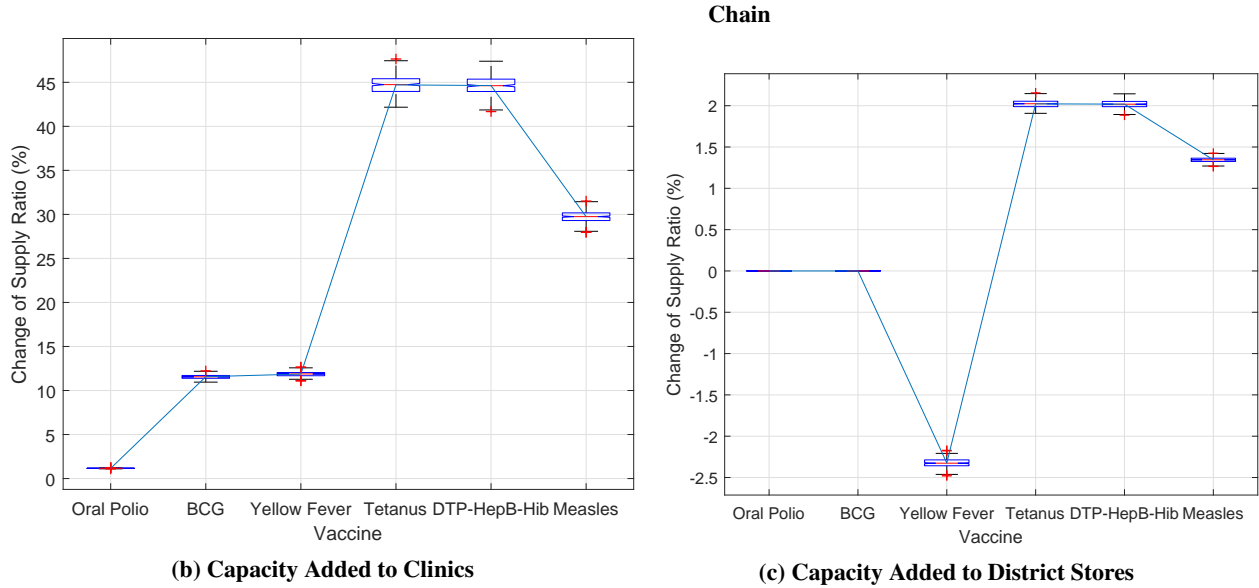 Chain
Change of Supply Ratio (%)
45
40
35
30
25
20
15
10
5
0
Oral Polio BCG Yellow Fever Tetanus DTP-HepB-Hib Measles
Vaccine
(b) Capacity Added to Clinics
Change of Supply Ratio (%)
2
1.5
1
0.5
0
-0.5
-1
-1.5
-2
-2.5
Oral Polio BCG Yellow Fever Tetanus DTP-HepB-Hib Measles
Vaccine
(c) Capacity Added to District Stores